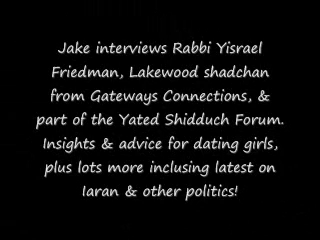 Jake interviews Rabbi Yisrael
Friedman, Lakewood shadchan
from Gateways Connections, &
part of the Yated Shidduch Forum.
Insights & advice for dating girls,
plus lots more inclusing latest on
Iaran & other politics!